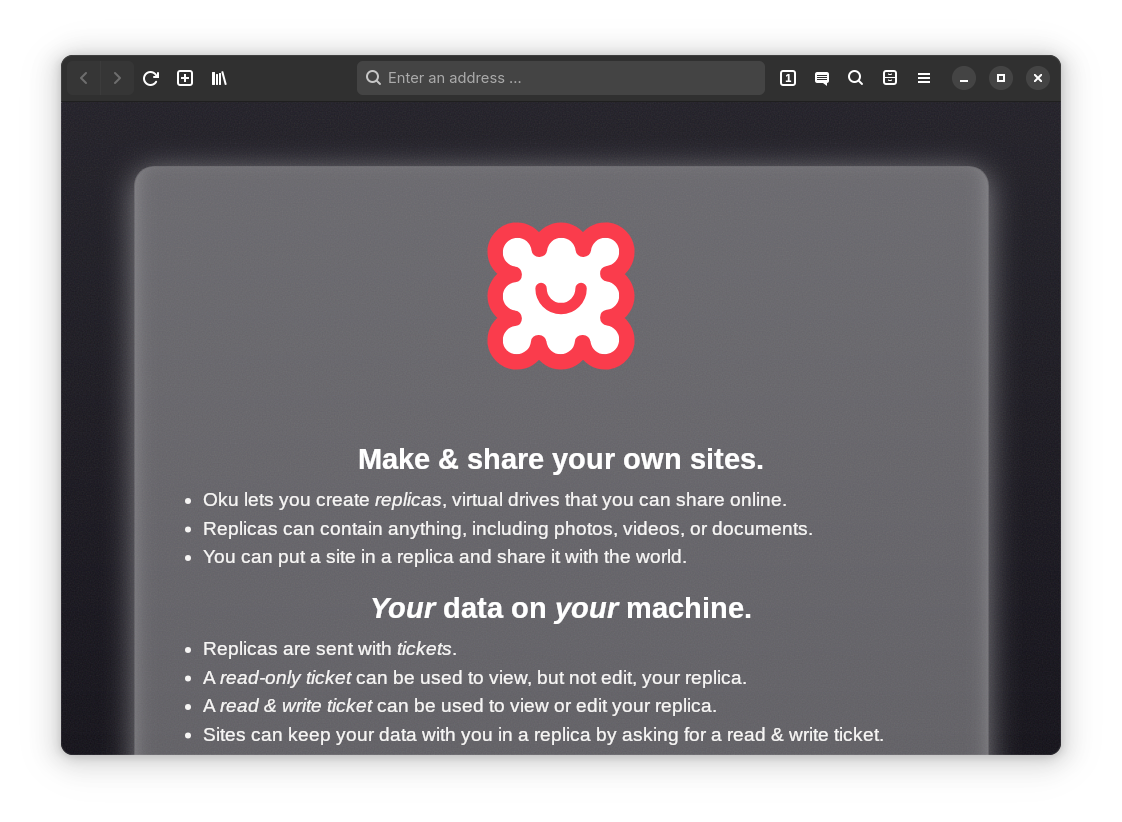 Enter an address ...
1
Make & share your own sites.
Oku lets you create replicas, virtual drives that you can share online.
Replicas can contain anything, including photos, videos, or documents.
You can put a site in a replica and share it with the world.
Your data on your machine.
Replicas are sent with tickets.
A read-only ticket can be used to view, but not edit, your replica.
A read & write ticket can be used to view or edit your replica.
Sites can keep your data with you in a replica by asking for a read & write ticket.